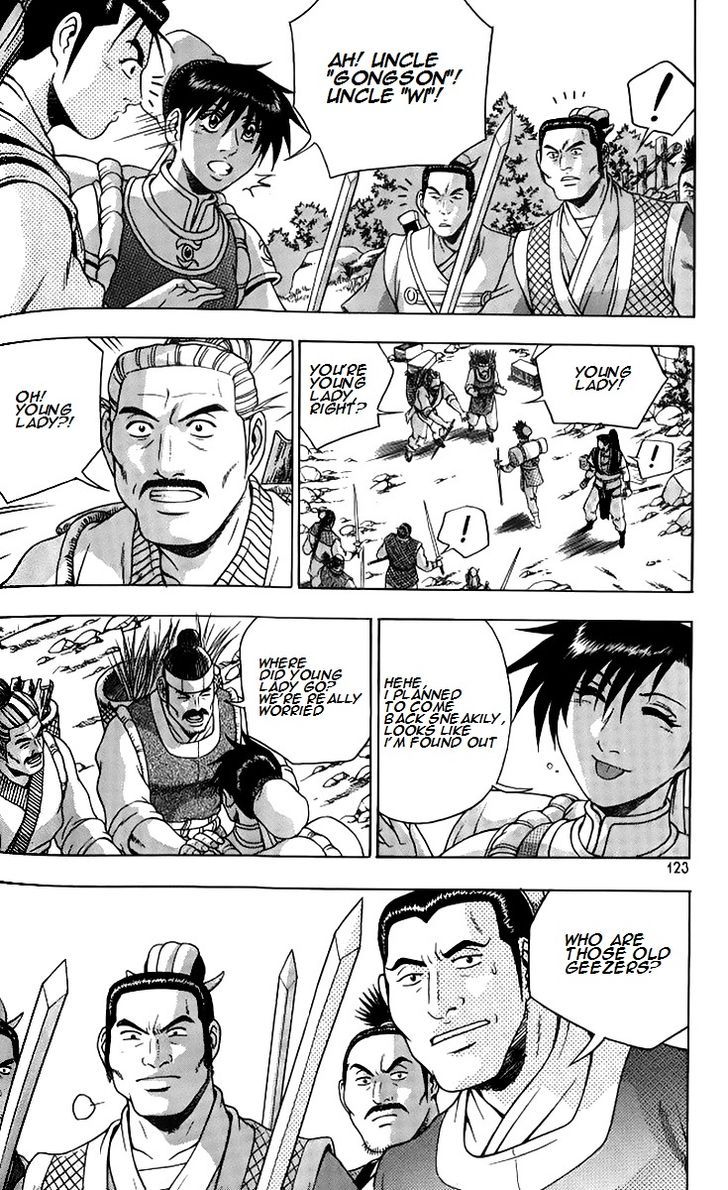 AH! UNCLE
"GONGSON"!
UNCLE "WI"!
!
OH!
YOUNG
LADY?!
YOU'RE
YOUNG
LADY,
RIGHT?
YOUNG
LADY!
!
!
WHERE
DID YOUNG
LADY GO?
WE'RE REALLY
WORRIED
HEHE,
I PLANNED
TO COME
BACK SNEAKILY,
LOOKS LIKE
I'M FOUND OUT
123
WHO ARE
THOSE OLD
GEEZERS?